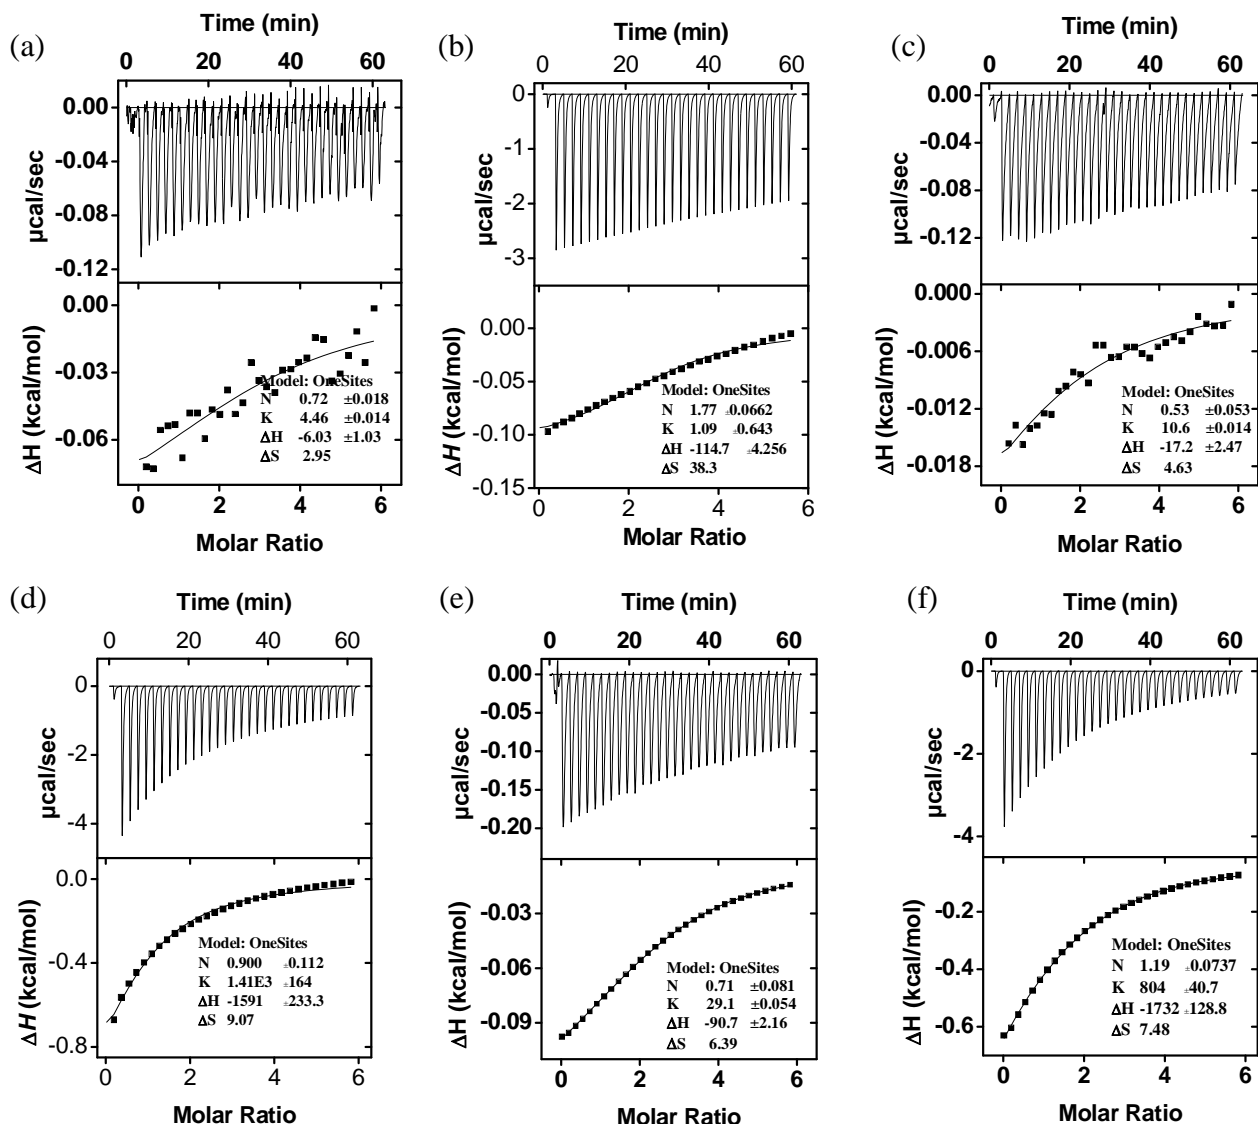 (a)
Time (min)
0 20 40 60
0.00
-0.04
-0.08
-0.12
µcal/sec
0.00
-0.03
-0.06
ΔH (kcal/mol)
Model: OneSites
N 0.72 ±0.018
K 4.46 ±0.014
ΔH -6.03 ±1.03
ΔS 2.95
0 2 4 6
Molar Ratio
(b)
Time (min)
0 20 40 60
0
-1
-2
-3
µcal/sec
0.00
-0.05
-0.10
-0.15
ΔH (kcal/mol)
Model: OneSites
N 1.77 ±0.0662
K 1.09 ±0.643
ΔH -114.7 ±4.256
ΔS 38.3
0 2 4 6
Molar Ratio
(c)
Time (min)
0 20 40 60
0.00
-0.04
-0.08
-0.12
µcal/sec
0.000
-0.006
-0.012
-0.018
ΔH (kcal/mol)
Model: OneSites
N 0.53 ±0.053
K 10.6 ±0.014
ΔH -17.2 ±2.47
ΔS 4.63
0 2 4 6
Molar Ratio
(d)
Time (min)
0 20 40 60
0
-2
-4
µcal/sec
0.0
-0.4
-0.8
ΔH (kcal/mol)
Model: OneSites
N 0.900 ±0.112
K 1.41E3 ±164
ΔH -1591 ±233.3
ΔS 9.07
0 2 4 6
Molar Ratio
(e)
Time (min)
0 20 40 60
0.00
-0.05
-0.10
-0.15
-0.20
µcal/sec
-0.03
-0.06
-0.09
ΔH (kcal/mol)
Model: OneSites
N 0.71 ±0.081
K 29.1 ±0.054
ΔH -90.7 ±2.16
ΔS 6.39
0 2 4 6
Molar Ratio
(f)
Time (min)
0 20 40 60
0
-2
-4
µcal/sec
-0.2
-0.4
-0.6
ΔH (kcal/mol)
Model: OneSites
N 1.19 ±0.0737
K 804 ±40.7
ΔH -1732 ±128.8
ΔS 7.48
0 2 4 6
Molar Ratio